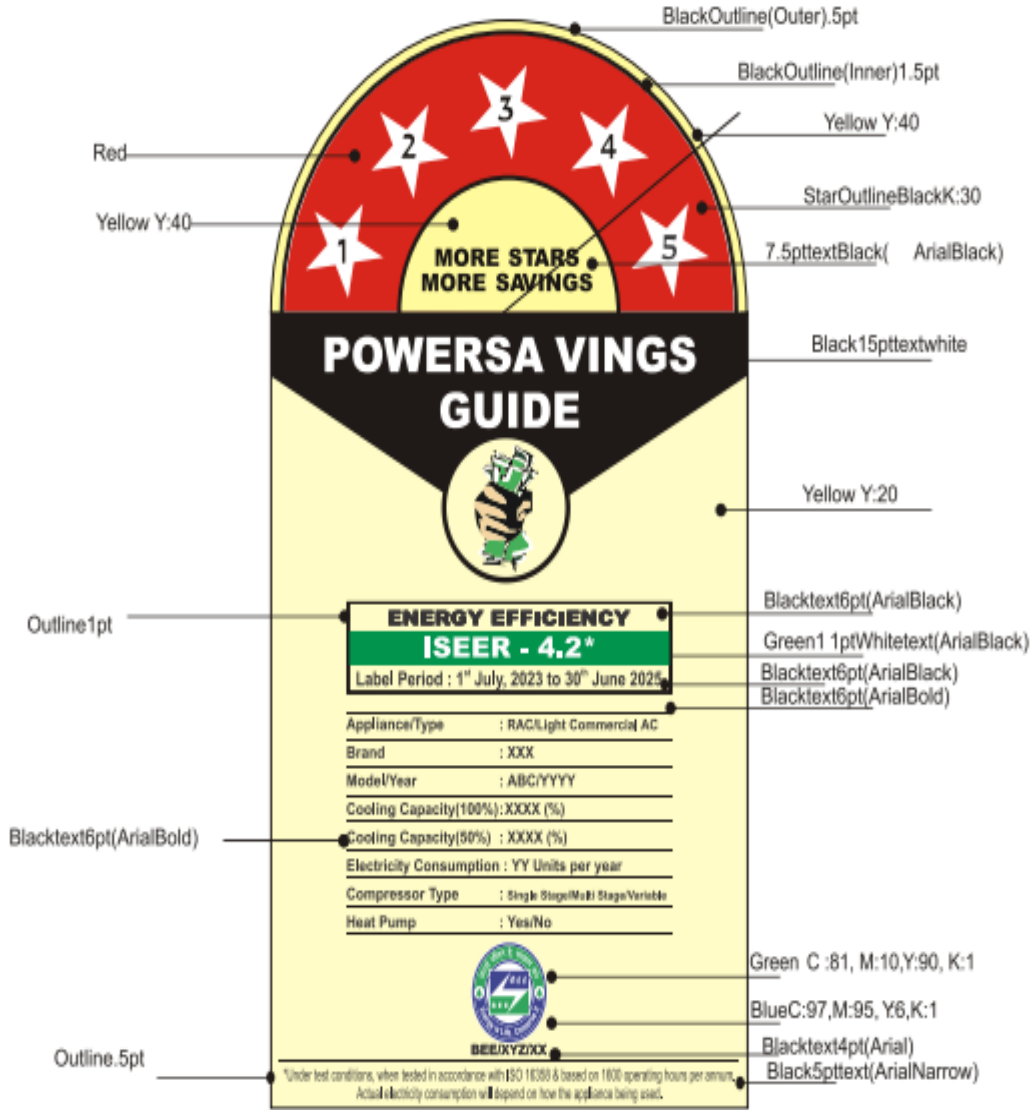 BlackOutline(Outer).5pt
BlackOutline(Inner)1.5pt
Yellow Y:40
Red
StarOutlineBlackK:30
Yellow Y:40
7.5pttextBlack( ArialBlack)
1
2
3
4
5
MORE STARS
MORE SAVINGS
POWERSA VINGS
GUIDE
Black15pttextwhite
Yellow Y:20
Outline1pt
ENERGY EFFICIENCY
ISEER - 4.2*
Label Period : 1st July, 2023 to 30th June 2025
Blacktext6pt(ArialBlack)
Green1 1ptWhitetext(ArialBlack)
Blacktext6pt(ArialBlack)
Blacktext6pt(ArialBold)
Appliance/Type : RAC/Light Commercial AC
Brand : XXX
Model/Year : ABC/YYYY
Cooling Capacity(100%):XXXX (%)
Cooling Capacity(50%) : XXXX (%)
Electricity Consumption : YY Units per year
Compressor Type : Single Stage/Multi Stage/Variable
Heat Pump : Yes/No
Blacktext6pt(ArialBold)
BEE
Green C :81, M:10,Y:90, K:1
BlueC:97,M:95, Y:6,K:1
BEE/XYZ/XX
Blacktext4pt(Arial)
Outline.5pt
Black5pttext(ArialNarrow)
*Under test conditions, when tested in accordance with ISO 16358 & based on 1600 operating hours per annum.
Actual electricity consumption will depend on how the appliance being used.